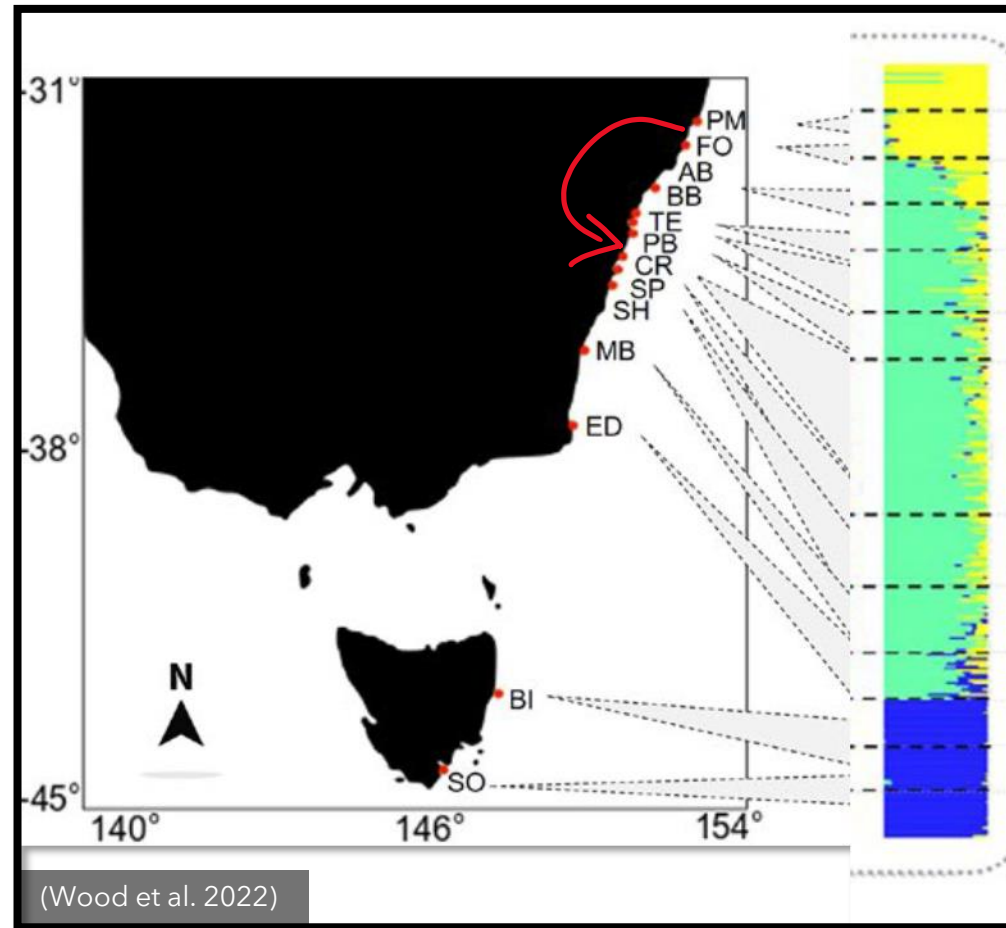 -31°
PM
FO
AB
BB
TE
PB
CR
SP
SH
MB
ED
-38°
N
BI
SO
-45°
140°
146°
154°
(Wood et al. 2022)